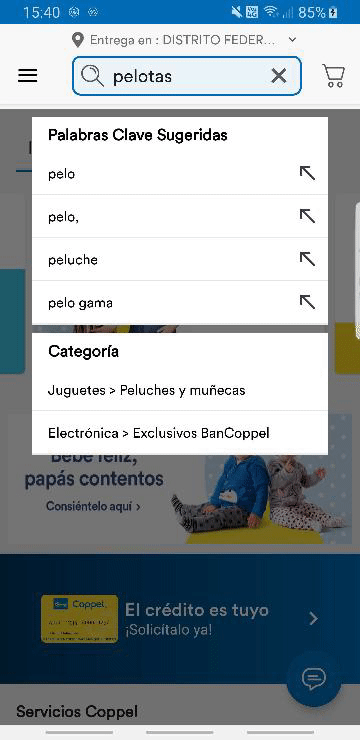 15:40
85%
Entrega en : DISTRITO FEDER...
pelotas
Palabras Clave Sugeridas
pelo
pelo,
peluche
pelo gama
Categoría
Juguetes > Peluches y muñecas
Electrónica > Exclusivos BanCoppel
Bebé feliz,
papás contentos
Consiéntelo aquí >
Coppel
El crédito es tuyo
¡Solicítalo ya!
Servicios Coppel